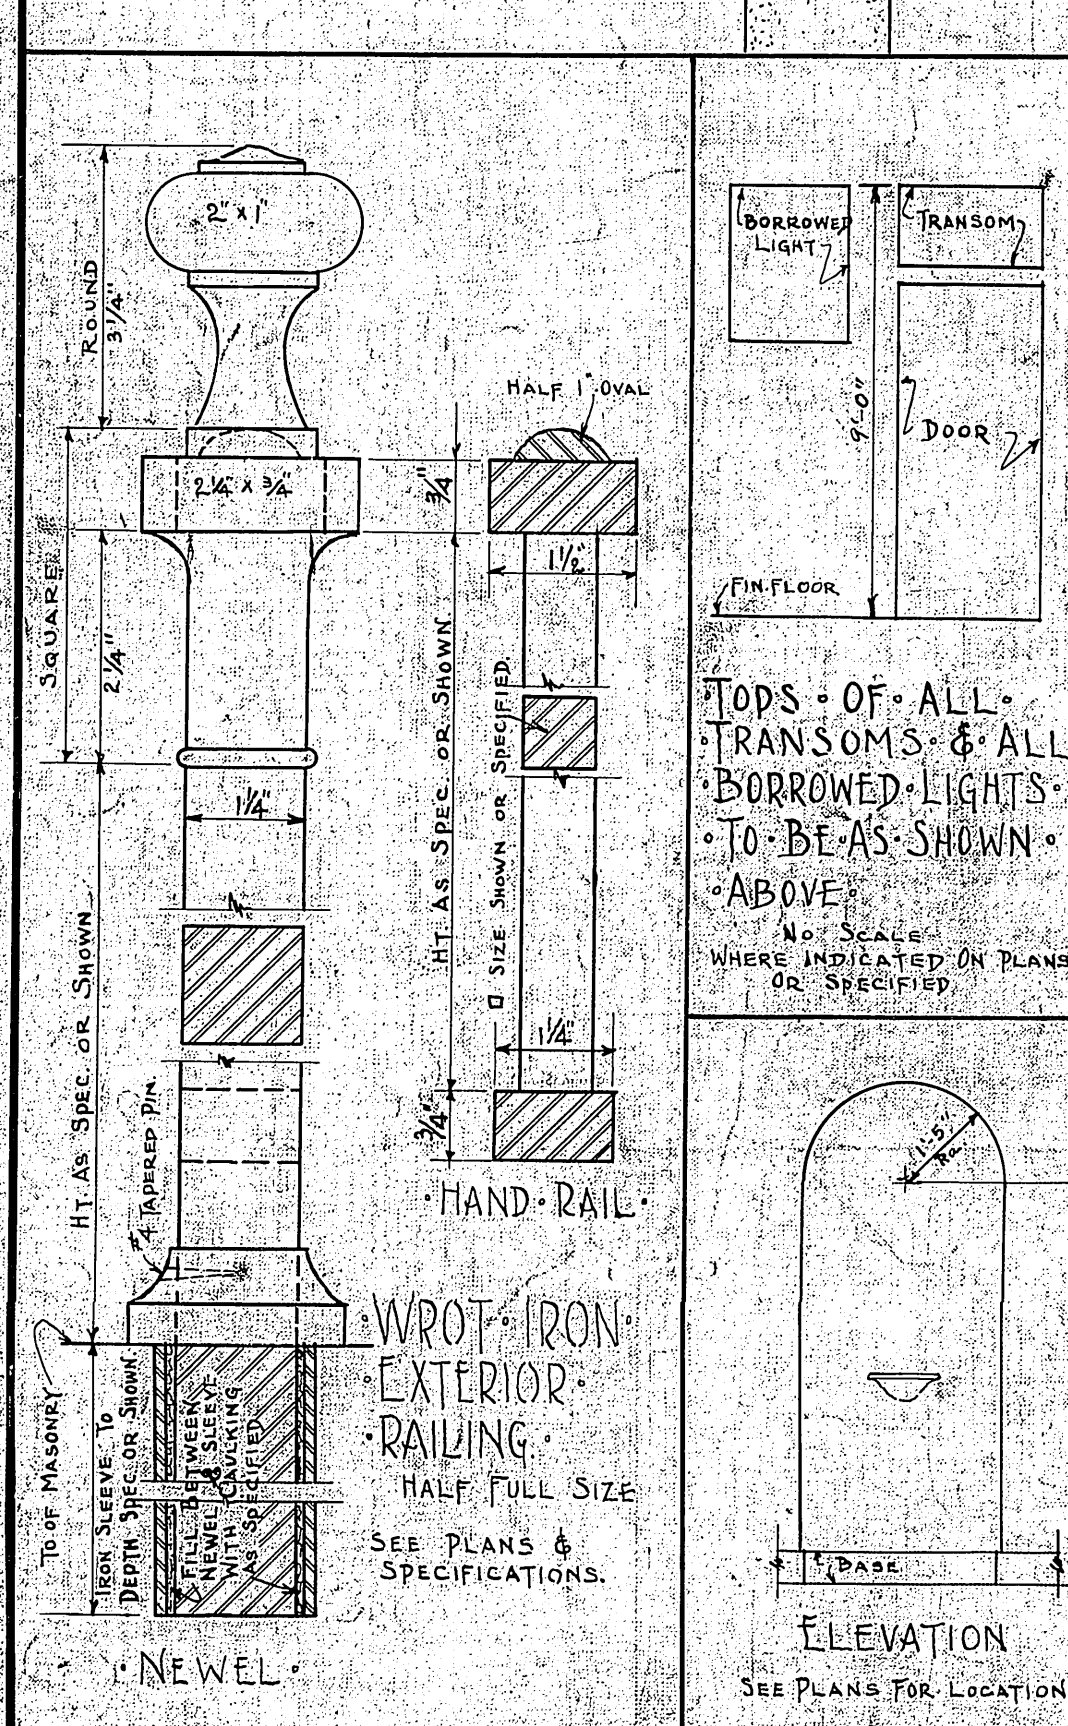 ROUND
3 1/4"
2" x 1"
SQUARE
2 1/4" x 3/4"
2 1/4"
1 1/4"
HT AS SPEC. OR SHOWN
#4 TAPERED PIN
TO OF MASONRY
IRON SLEEVE TO
DEPTH SPEC. OR SHOWN
FILL BETWEEN
NEWEL & SLEEVE
WITH CAULKING
AS SPECIFIED
·NEWEL·
HALF 1" OVAL
3/4"
1 1/2"
HT. AS SPEC. OR SHOWN.
□ SIZE SHOWN OR SPECIFIED.
1 1/4"
3/4"
·HAND·RAIL·
·WROT·IRON·
·EXTERIOR·
·RAILING·
HALF FULL SIZE
SEE PLANS &
SPECIFICATIONS.
BORROWED
LIGHT
TRANSOM
9'-0"
DOOR
FIN. FLOOR
·TOPS·OF·ALL·
·TRANSOMS·&·ALL
·BORROWED·LIGHTS·
·TO·BE·AS·SHOWN·
·ABOVE·
NO SCALE
WHERE INDICATED ON PLANS
OR SPECIFIED
1'-5"
RA
BASE
ELEVATION
SEE PLANS FOR LOCATION